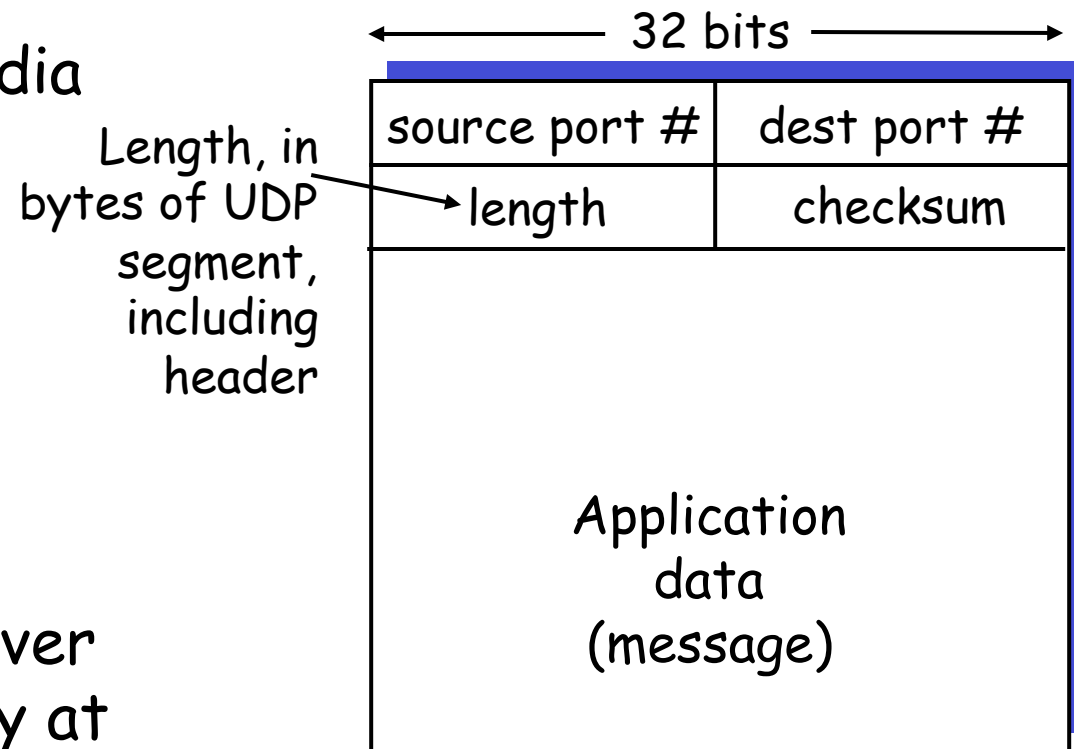 dia
Length, in
bytes of UDP
segment,
including
header
ver
y at
32 bits
source port # dest port #
length checksum
Application
data
(message)